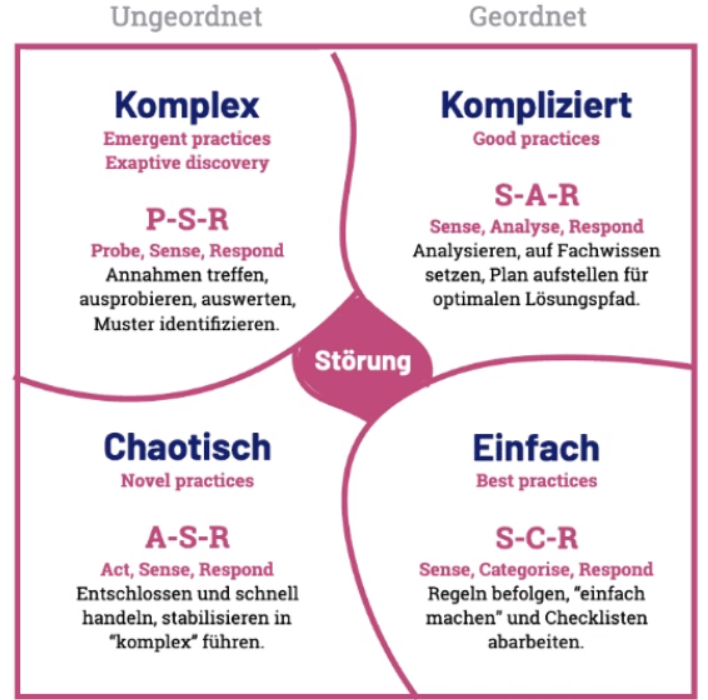 Ungeordnet
Geordnet
Komplex
Emergent practices
Exaptive discovery
P-S-R
Probe, Sense, Respond
Annahmen treffen,
ausprobieren, auswerten,
Muster identifizieren.
Kompliziert
Good practices
S-A-R
Sense, Analyse, Respond
Analysieren, auf Fachwissen
setzen, Plan aufstellen für
optimalen Lösungspfad.
Störung
Chaotisch
Novel practices
A-S-R
Act, Sense, Respond
Entschlossen und schnell
handeln, stabilisieren in
"komplex" führen.
Einfach
Best practices
S-C-R
Sense, Categorise, Respond
Regeln befolgen, "einfach
machen" und Checklisten
abarbeiten.